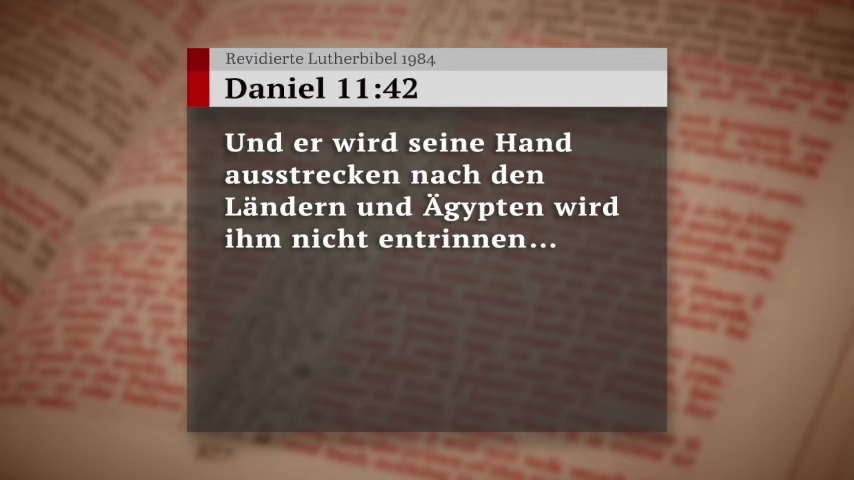 Revidierte Lutherbibel 1984
Daniel 11:42
Und er wird seine Hand
ausstrecken nach den
Ländern und Ägypten wird
ihm nicht entrinnen...